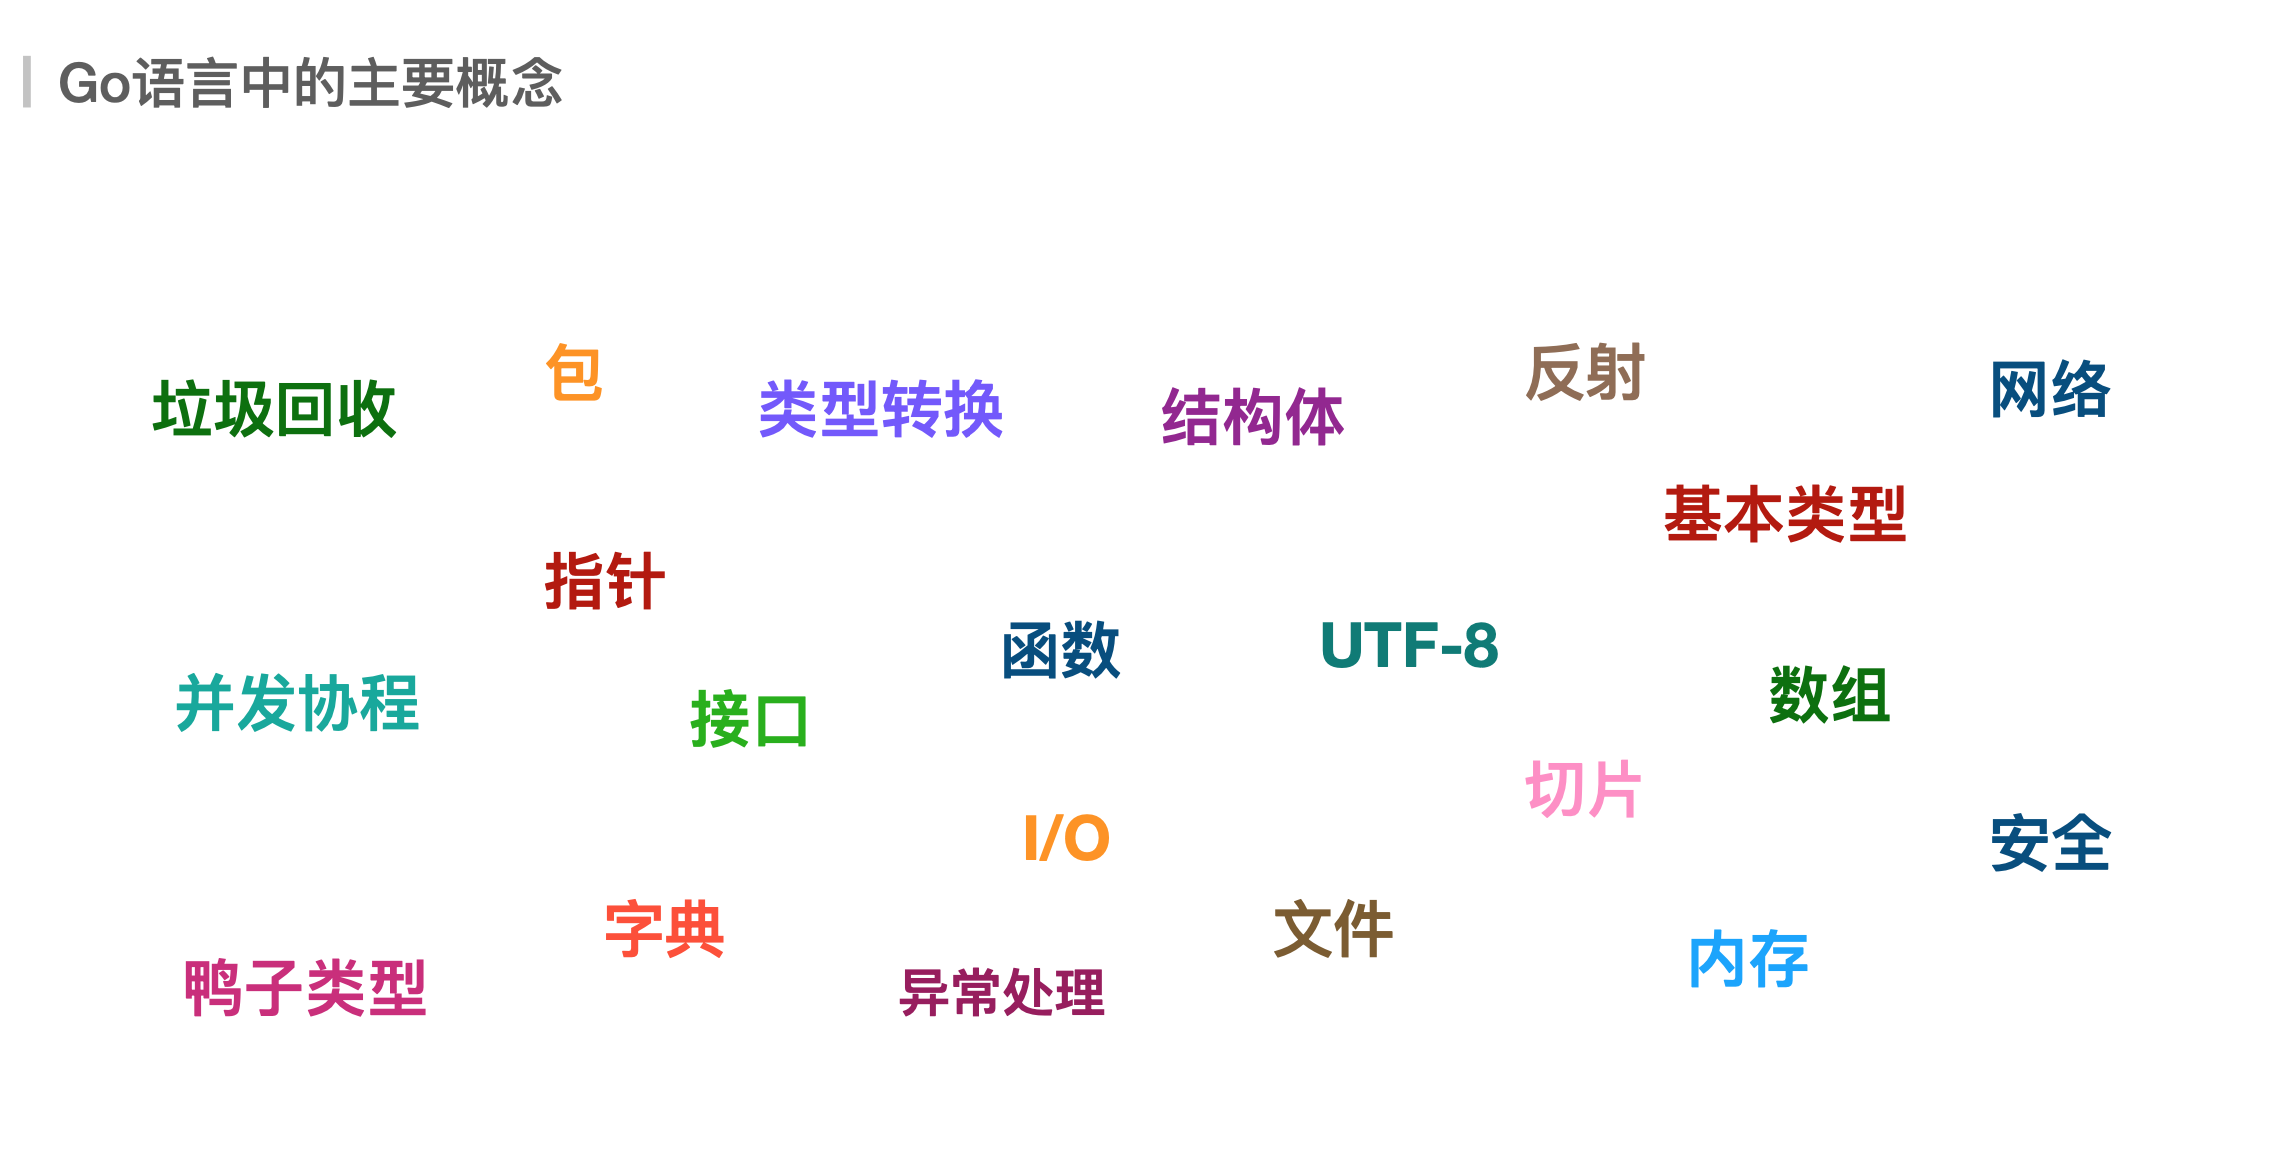 Go语言中的主要概念
包
反射
网络
垃圾回收
类型转换
结构体
基本类型
指针
函数
UTF-8
数组
并发协程
接口
切片
I/O
安全
字典
文件
内存
鸭子类型
异常处理